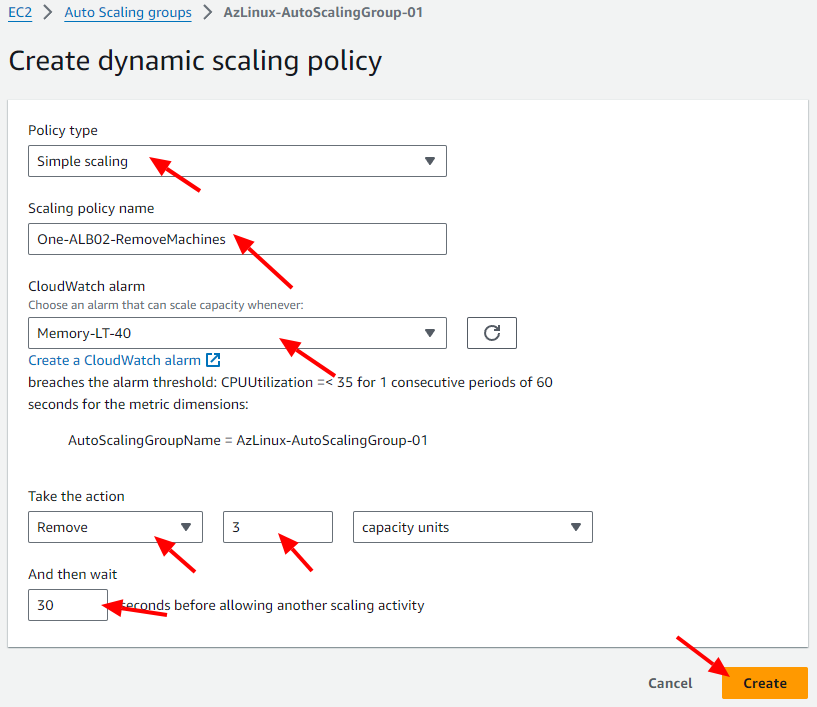 EC2 > Auto Scaling groups > AzLinux-AutoScalingGroup-01
Create dynamic scaling policy
Policy type
Simple scaling
Scaling policy name
One-ALB02-RemoveMachines
CloudWatch alarm
Choose an alarm that can scale capacity whenever:
Memory-LT-40
Create a CloudWatch alarm
breaches the alarm threshold: CPUUtilization =< 35 for 1 consecutive periods of 60
seconds for the metric dimensions:
AutoScalingGroupName = AzLinux-AutoScalingGroup-01
Take the action
Remove 3 capacity units
And then wait
30 seconds before allowing another scaling activity
Cancel Create